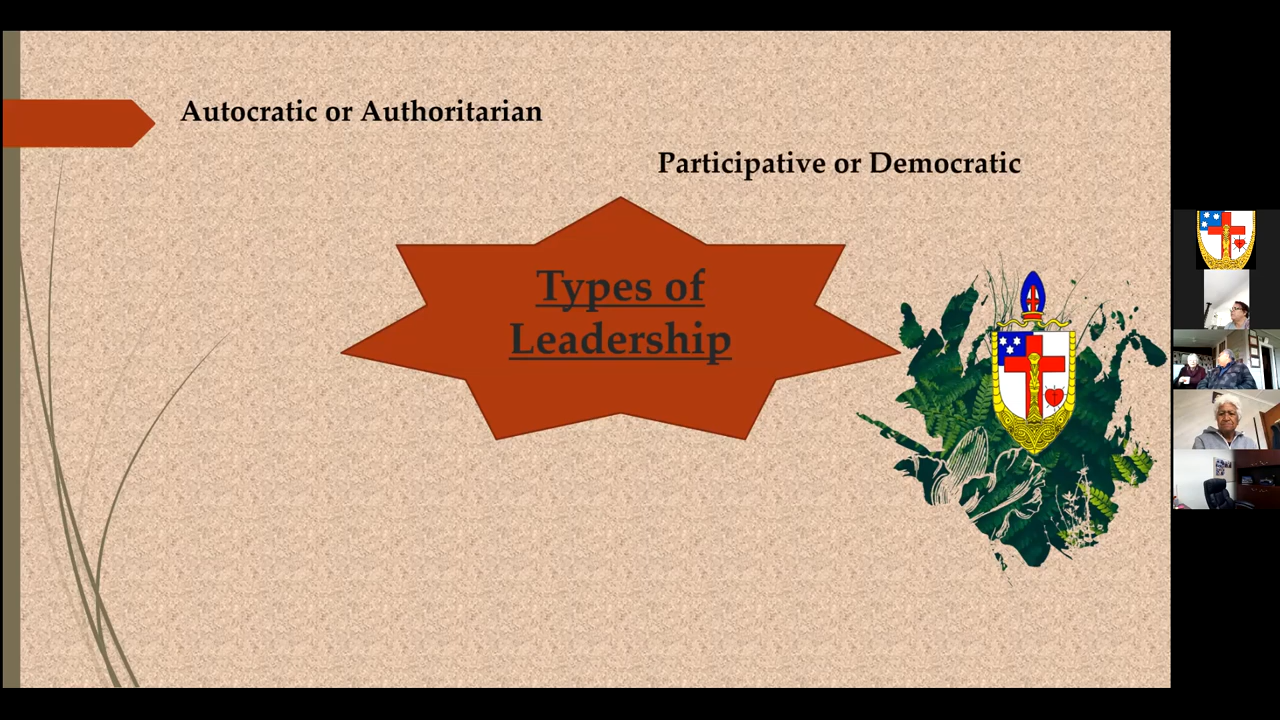 Autocratic or Authoritarian
Participative or Democratic
Types of
Leadership